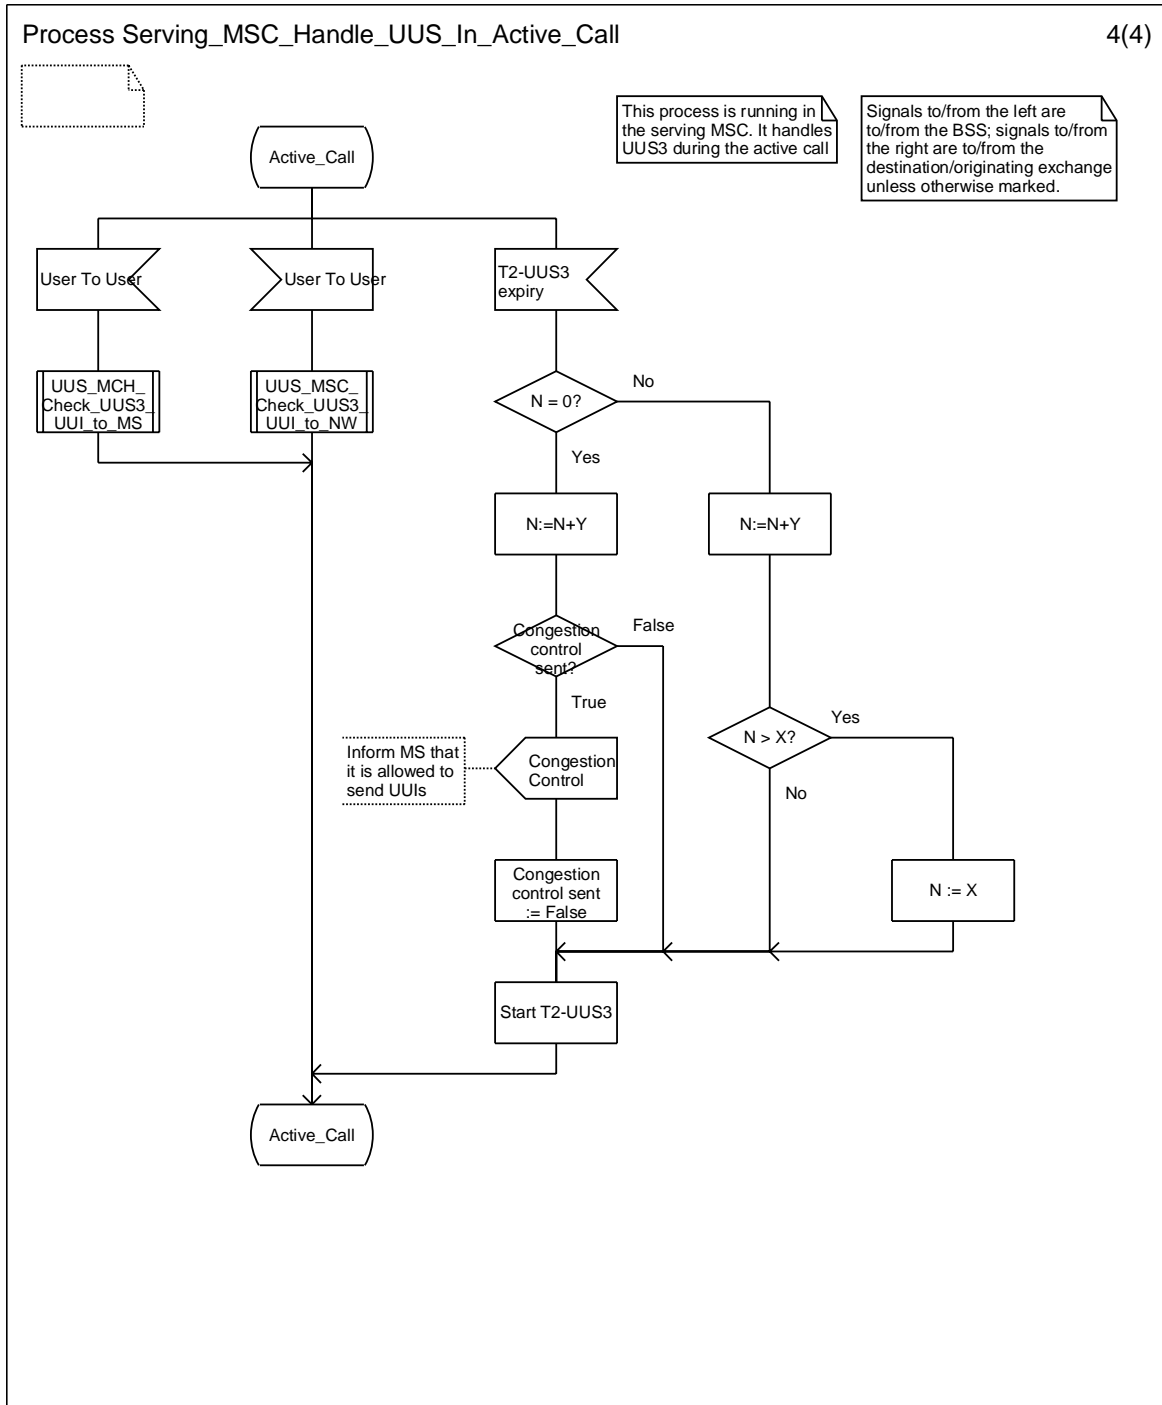 Process Serving_MSC_Handle_UUS_In_Active_Call
4(4)
This process is running in
the serving MSC. It handles
UUS3 during the active call
Signals to/from the left are
to/from the BSS; signals to/from
the right are to/from the
destination/originating exchange
unless otherwise marked.
Active_Call
User To User
User To User
T2-UUS3
expiry
UUS_MCH_
Check_UUS3_
UUI_to_MS
UUS_MSC_
Check_UUS3_
UUI_to_NW
N = 0?
No
Yes
N:=N+Y
N:=N+Y
Congestion
control
sent?
False
True
N > X?
Yes
No
Inform MS that
it is allowed to
send UUIs
Congestion
Control
Congestion
control sent
:= False
N := X
Start T2-UUS3
Active_Call